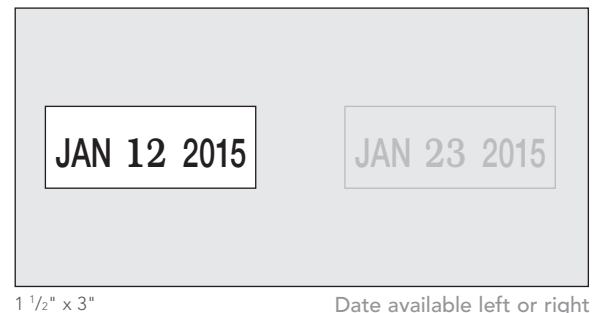 JAN 12 2015
JAN 23 2015
1 1/2" x 3"
Date available left or right